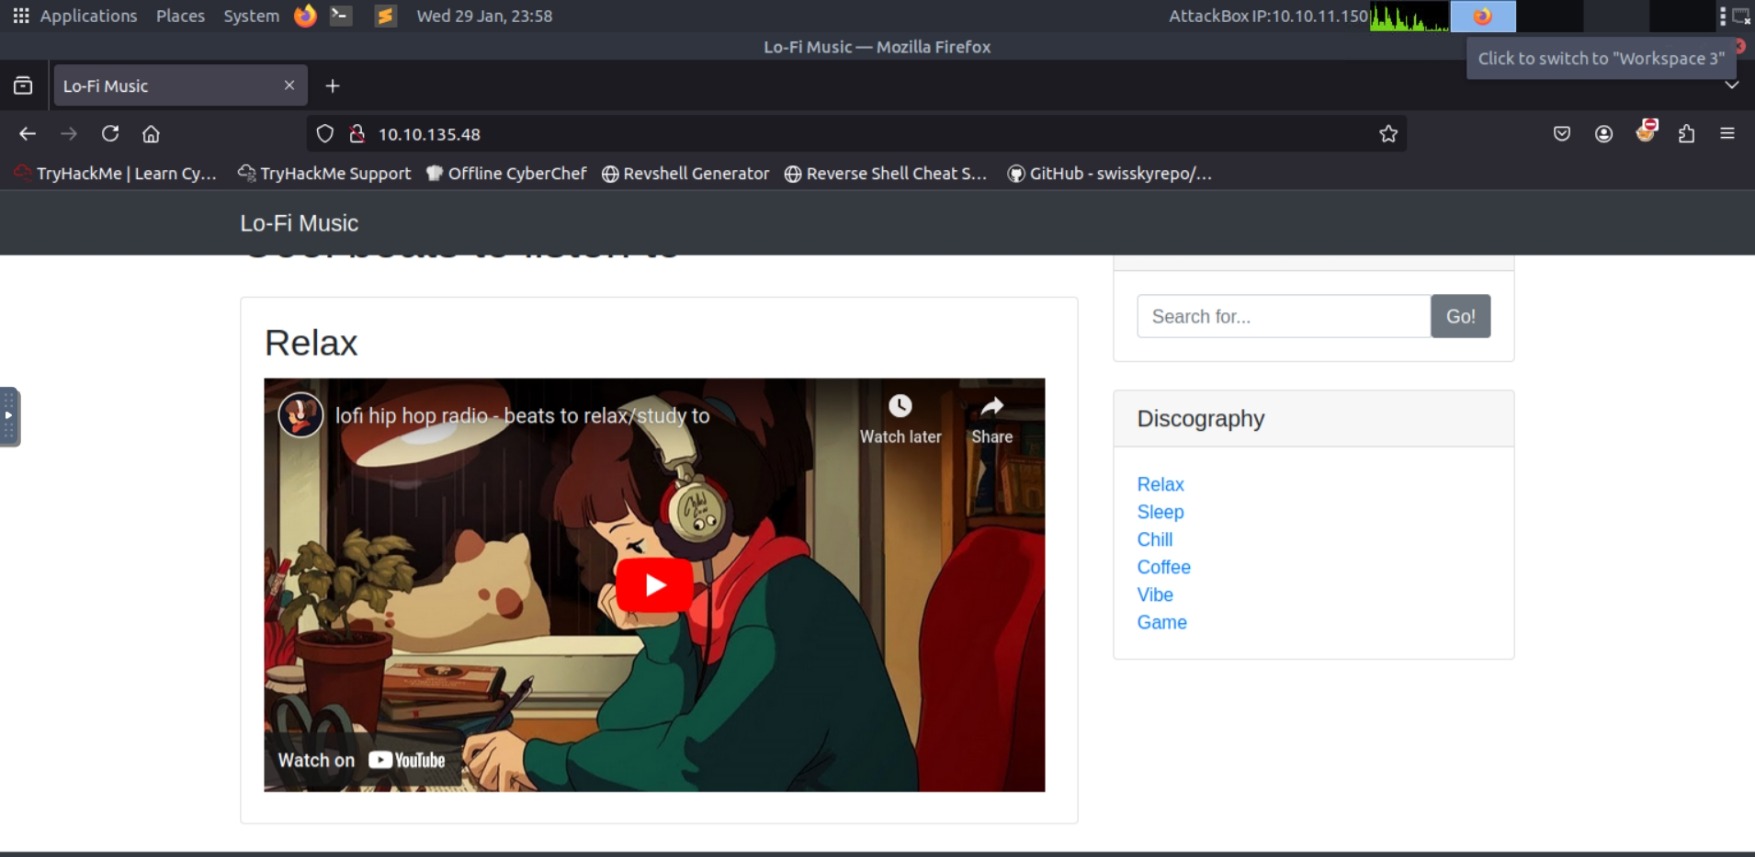 Applications Places System Wed 29 Jan, 23:58 AttackBox IP:10.10.11.150
Lo-Fi Music — Mozilla Firefox
Click to switch to "Workspace 3"
Lo-Fi Music
10.10.135.48
TryHackMe | Learn Cy... TryHackMe Support Offline CyberChef Revshell Generator Reverse Shell Cheat S... GitHub - swisskyrepo/...
Lo-Fi Music
Relax
lofi hip hop radio - beats to relax/study to
Watch later Share
Watch on YouTube
Search for... Go!
Discography
Relax
Sleep
Chill
Coffee
Vibe
Game